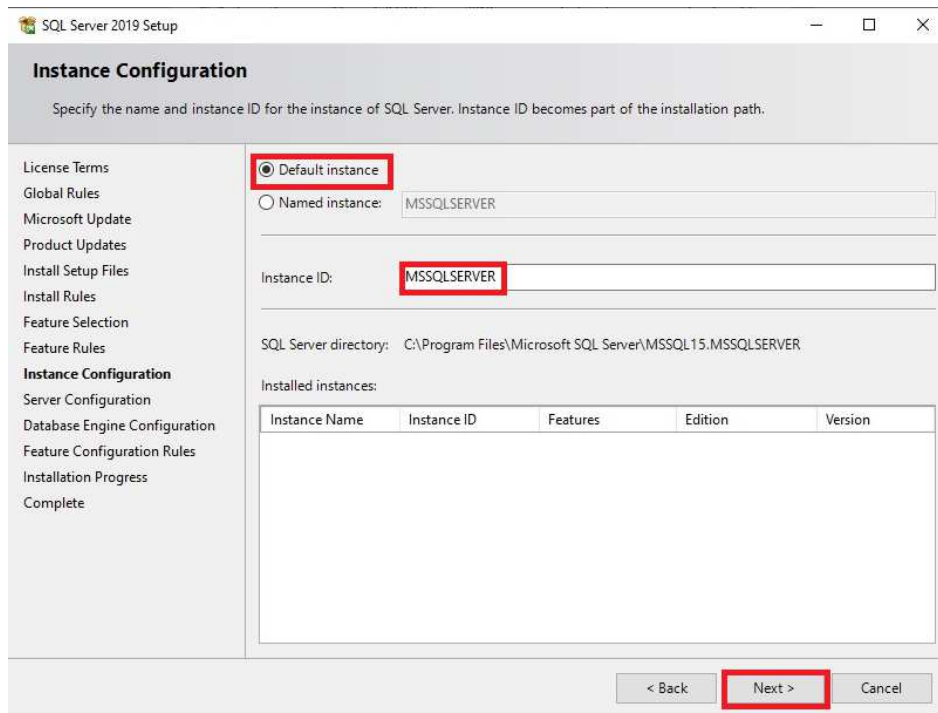 SQL Server 2019 Setup
Instance Configuration
Specify the name and instance ID for the instance of SQL Server. Instance ID becomes part of the installation path.
License Terms
Global Rules
Microsoft Update
Product Updates
Install Setup Files
Install Rules
Feature Selection
Feature Rules
Instance Configuration
Server Configuration
Database Engine Configuration
Feature Configuration Rules
Installation Progress
Complete
Default instance
Named instance: MSSQLSERVER
Instance ID: MSSQLSERVER
SQL Server directory: C:\Program Files\Microsoft SQL Server\MSSQL15.MSSQLSERVER
Installed instances:
Instance Name Instance ID Features Edition Version
< Back Next > Cancel